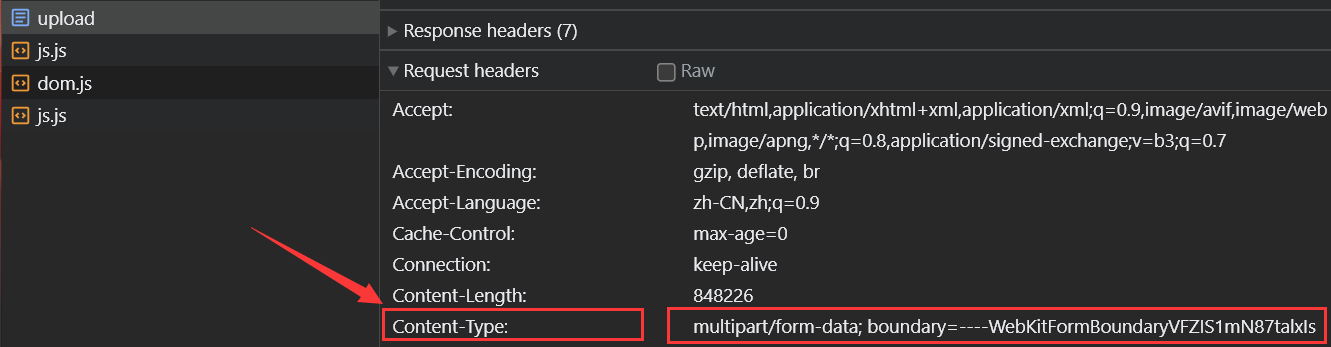 upload
js.js
dom.js
js.js
Response headers (7)
Request headers
Raw
Accept:
text/html,application/xhtml+xml,application/xml;q=0.9,image/avif,image/web
p,image/apng,*/*;q=0.8,application/signed-exchange;v=b3;q=0.7
Accept-Encoding:
gzip, deflate, br
Accept-Language:
zh-CN,zh;q=0.9
Cache-Control:
max-age=0
Connection:
keep-alive
Content-Length:
848226
Content-Type:
multipart/form-data; boundary=----WebKitFormBoundaryVFZIS1mN87talxIs